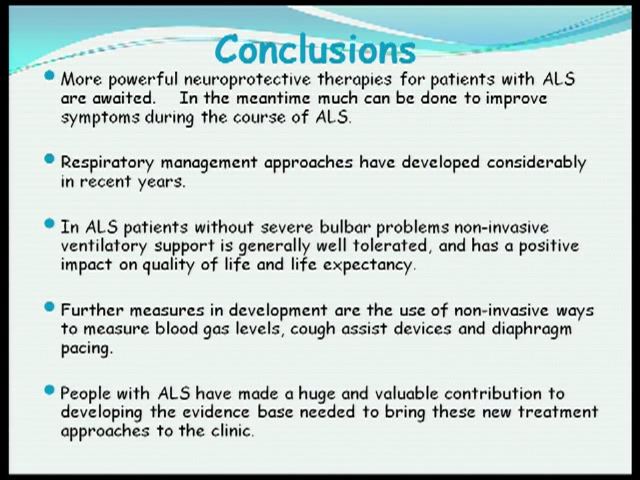 Conclusions
More powerful neuroprotective therapies for patients with ALS
are awaited. In the meantime much can be done to improve
symptoms during the course of ALS.
Respiratory management approaches have developed considerably
in recent years.
In ALS patients without severe bulbar problems non-invasive
ventilatory support is generally well tolerated, and has a positive
impact on quality of life and life expectancy.
Further measures in development are the use of non-invasive ways
to measure blood gas levels, cough assist devices and diaphragm
pacing.
People with ALS have made a huge and valuable contribution to
developing the evidence base needed to bring these new treatment
approaches to the clinic.